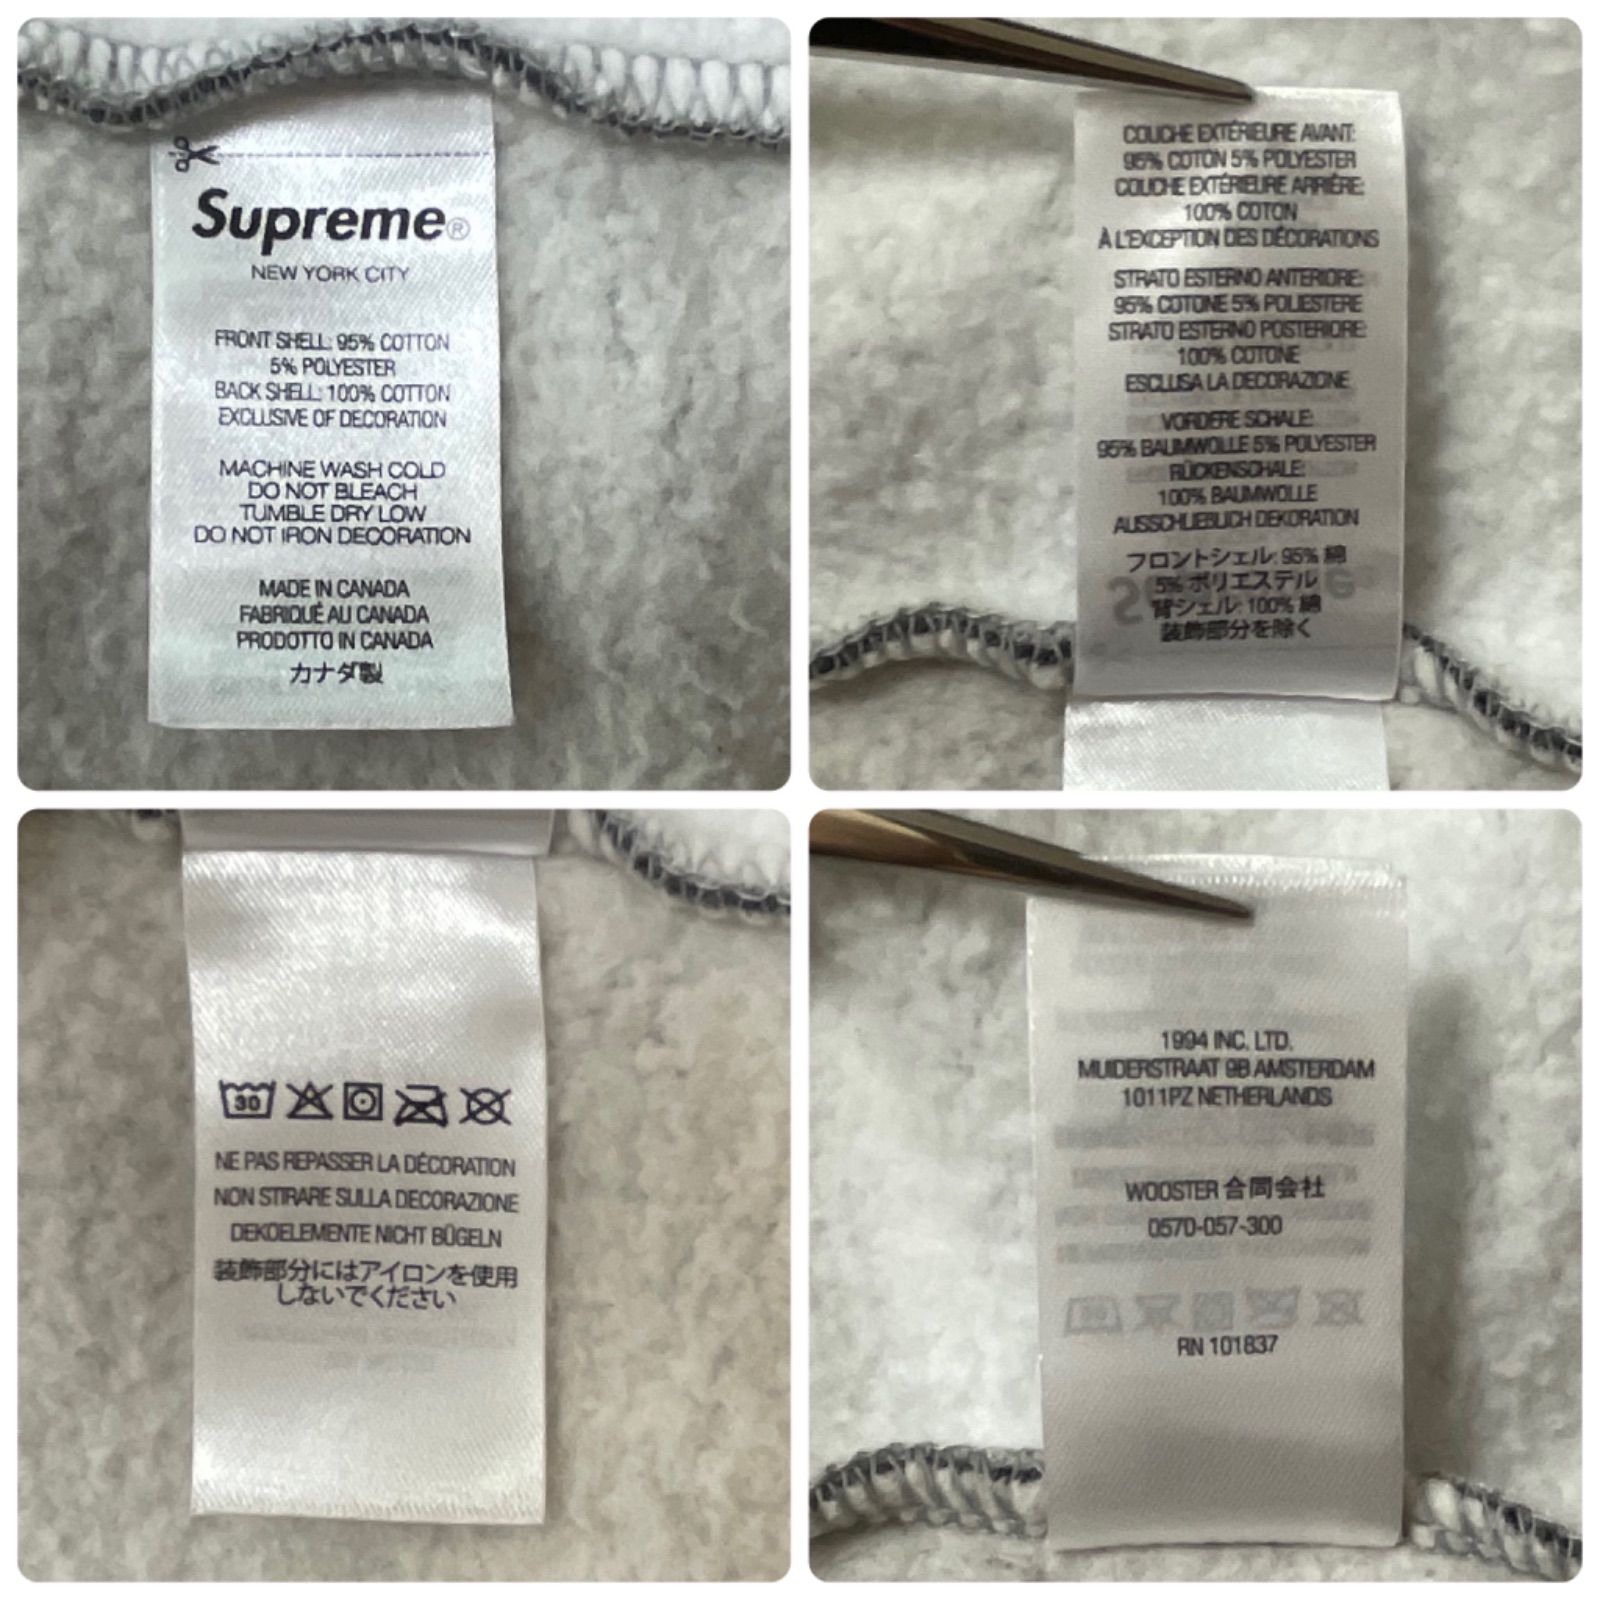 Supreme®
NEW YORK CITY
FRONT SHELL: 95% COTTON
5% POLYESTER
BACK SHELL: 100% COTTON
EXCLUSIVE OF DECORATION
MACHINE WASH COLD
DO NOT BLEACH
TUMBLE DRY LOW
DO NOT IRON DECORATION
MADE IN CANADA
FABRIQUÉ AU CANADA
PRODOTTO IN CANADA
カナダ製
COUCHE EXTÉRIEURE AVANT:
95% COTON 5% POLYESTER
COUCHE EXTÉRIEURE ARRIÈRE:
100% COTON
À L'EXCEPTION DES DÉCORATIONS
STRATO ESTERNO ANTERIORE:
95% COTONE 5% POLIESTERE
STRATO ESTERNO POSTERIORE:
100% COTONE
ESCLUSA LA DECORAZIONE
VORDERE SCHALE:
95% BAUMWOLLE 5% POLYESTER
RÜCKENSCHALE:
100% BAUMWOLLE
AUSSCHLIEBLICH DEKORATION
フロントシェル: 95% 綿
5% ポリエステル
背シェル: 100% 綿
装飾部分を除く
30
NE PAS REPASSER LA DÉCORATION
NON STIRARE SULLA DECORAZIONE
DEKOELEMENTE NICHT BÜGELN
装飾部分にはアイロンを使用
しないでください
1994 INC. LTD.
MUIDERSTRAAT 9B AMSTERDAM
1011PZ NETHERLANDS
WOOSTER 合同会社
0570-057-300
RN 101837